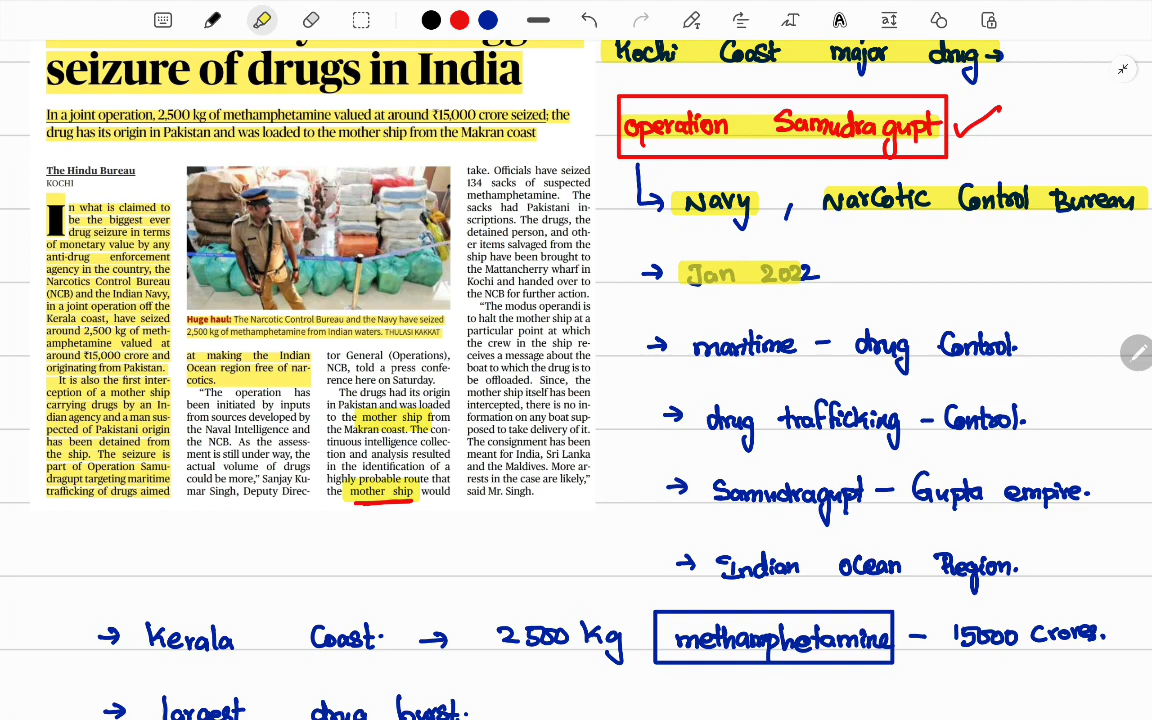 seizure of drugs in India
In a joint operation, 2,500 kg of methamphetamine valued at around ₹15,000 crore seized; the
drug has its origin in Pakistan and was loaded to the mother ship from the Makran coast
The Hindu Bureau
KOCHI
In what is claimed to
be the biggest ever
drug seizure in terms
of monetary value by any
anti-drug enforcement
agency in the country, the
Narcotics Control Bureau
(NCB) and the Indian Navy,
in a joint operation off the
Kerala coast, have seized
around 2,500 kg of meth-
amphetamine valued at
around ₹15,000 crore and
originating from Pakistan.
It is also the first inter-
ception of a mother ship
carrying drugs by an In-
dian agency and a man sus-
pected of Pakistani origin
has been detained from
the ship. The seizure is
part of Operation Samu-
dragupt targeting maritime
trafficking of drugs aimed
Huge haul: The Narcotic Control Bureau and the Navy have seized
2,500 kg of methamphetamine from Indian waters. THULASI KAKKAT
at making the Indian
Ocean region free of nar-
cotics.
"The operation has
been initiated by inputs
from sources developed by
the Naval Intelligence and
the NCB. As the assess-
ment is still under way, the
actual volume of drugs
could be more," Sanjay Ku-
mar Singh, Deputy Direc-
tor General (Operations),
NCB, told a press confe-
rence here on Saturday.
The drugs had its origin
in Pakistan and was loaded
to the mother ship from
the Makran coast. The con-
tinuous intelligence collec-
tion and analysis resulted
in the identification of a
highly probable route that
the mother ship would
take. Officials have seized
134 sacks of suspected
methamphetamine. The
sacks had Pakistani in-
scriptions. The drugs, the
detained person, and oth-
er items salvaged from the
ship have been brought to
the Mattancherry wharf in
Kochi and handed over to
the NCB for further action.
"The modus operandi is
to halt the mother ship at a
particular point at which
the crew in the ship re-
ceives a message about the
boat to which the drug is to
be offloaded. Since, the
mother ship itself has been
intercepted, there is no in-
formation on any boat sup-
posed to take delivery of it.
The consignment has been
meant for India, Sri Lanka
and the Maldives. More ar-
rests in the case are likely,"
said Mr. Singh.
Kochi Coast major drug →
operation Samudragupt ✓
↳ Navy , Narcotic Control Bureau
→ Jan 2022
→ maritime – drug Control.
→ drug trafficking – Control.
→ Samudragupt – Gupta empire.
→ Indian Ocean Region.
→ Kerala Coast. → 2500 Kg methamphetamine – 15000 Crores.
→ largest drug burst.